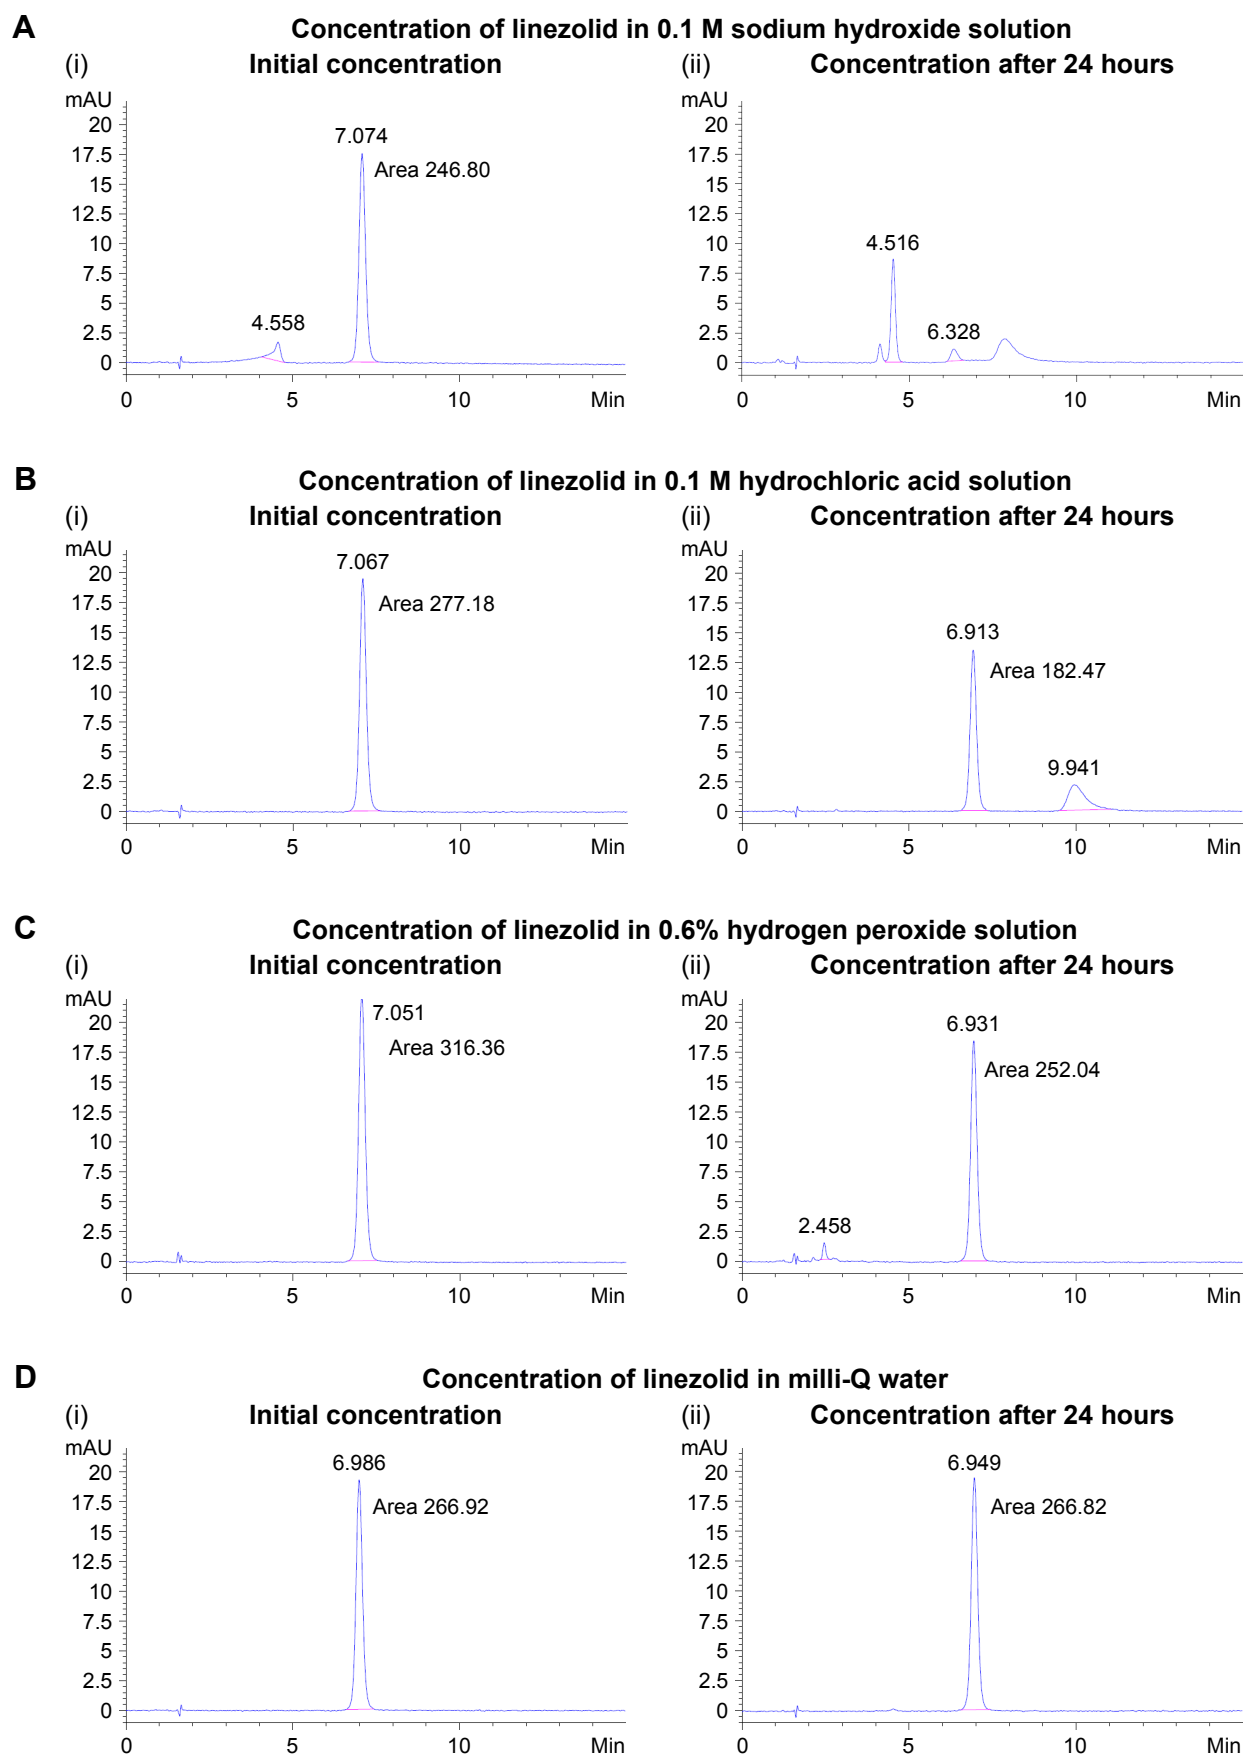 A
Concentration of linezolid in 0.1 M sodium hydroxide solution
(i) Initial concentration
mAU
20
17.5
15
12.5
10
7.5
5
2.5
0
7.074
Area 246.80
4.558
0 5 10 Min
(ii) Concentration after 24 hours
mAU
20
17.5
15
12.5
10
7.5
5
2.5
0
4.516
6.328
0 5 10 Min
B
Concentration of linezolid in 0.1 M hydrochloric acid solution
(i) Initial concentration
mAU
20
17.5
15
12.5
10
7.5
5
2.5
0
7.067
Area 277.18
0 5 10 Min
(ii) Concentration after 24 hours
mAU
20
17.5
15
12.5
10
7.5
5
2.5
0
6.913
Area 182.47
9.941
0 5 10 Min
C
Concentration of linezolid in 0.6% hydrogen peroxide solution
(i) Initial concentration
mAU
20
17.5
15
12.5
10
7.5
5
2.5
0
7.051
Area 316.36
0 5 10 Min
(ii) Concentration after 24 hours
mAU
20
17.5
15
12.5
10
7.5
5
2.5
0
6.931
Area 252.04
2.458
0 5 10 Min
D
Concentration of linezolid in milli-Q water
(i) Initial concentration
mAU
20
17.5
15
12.5
10
7.5
5
2.5
0
6.986
Area 266.92
0 5 10 Min
(ii) Concentration after 24 hours
mAU
20
17.5
15
12.5
10
7.5
5
2.5
0
6.949
Area 266.82
0 5 10 Min